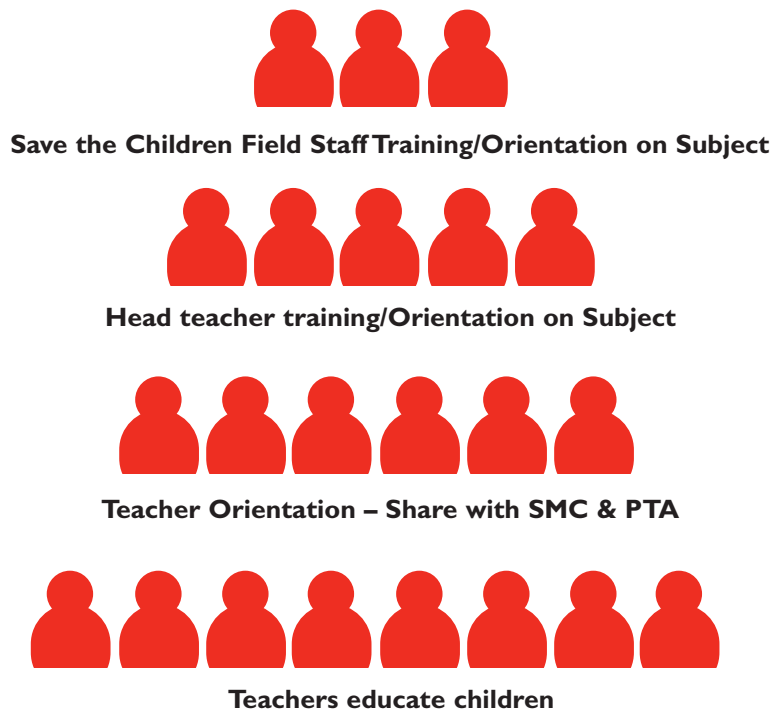 Save the Children Field Staff Training/Orientation on Subject
Head teacher training/Orientation on Subject
Teacher Orientation – Share with SMC & PTA
Teachers educate children